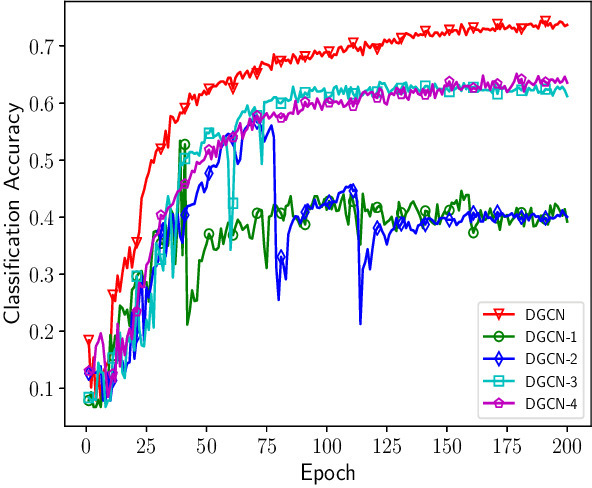 Classification Accuracy
0.7
0.6
0.5
0.4
0.3
0.2
0.1
DGCN
DGCN-1
DGCN-2
DGCN-3
DGCN-4
0 25 50 75 100 125 150 175 200
Epoch